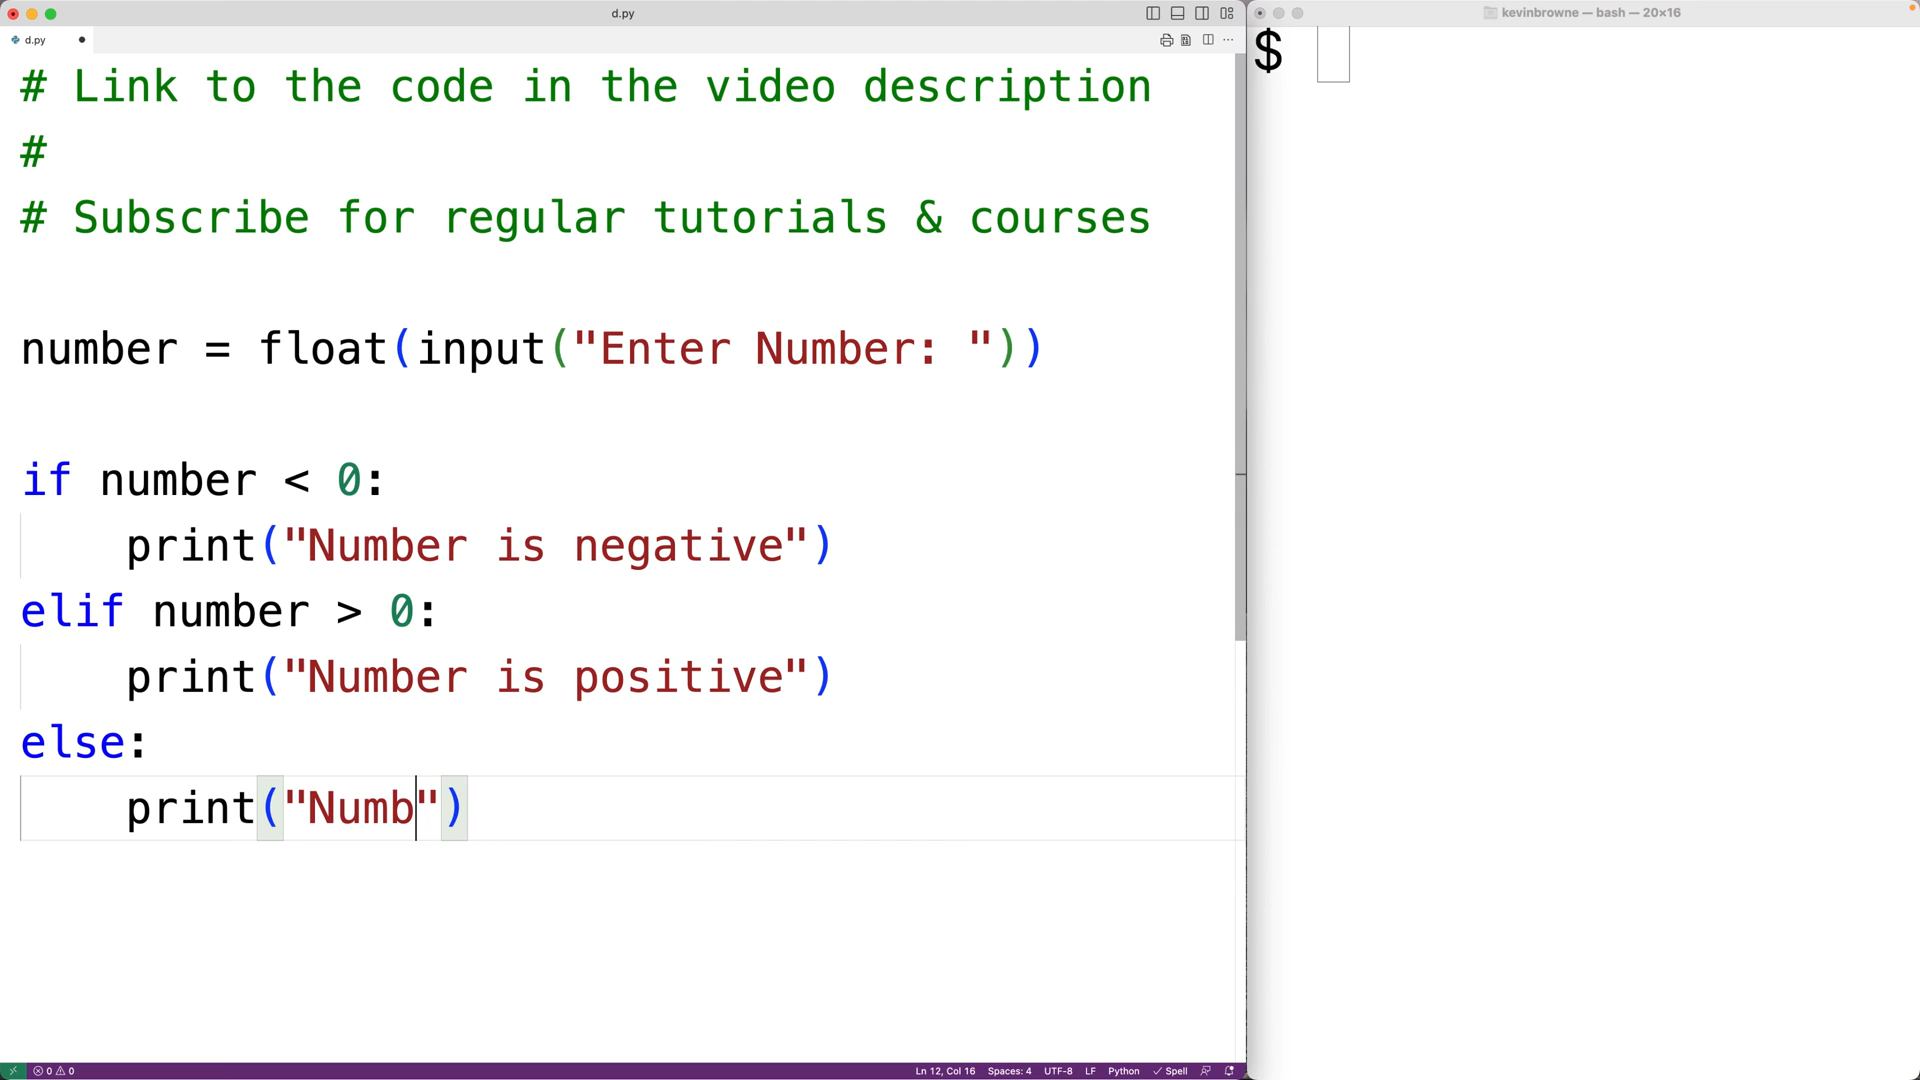 d.py
kevinbrowne — bash — 20×16
d.py
$
# Link to the code in the video description
#
# Subscribe for regular tutorials & courses
number = float(input("Enter Number: "))
if number < 0:
    print("Number is negative")
elif number > 0:
    print("Number is positive")
else:
    print("Numb")
0 0
Ln 12, Col 16 Spaces: 4 UTF-8 LF Python Spell